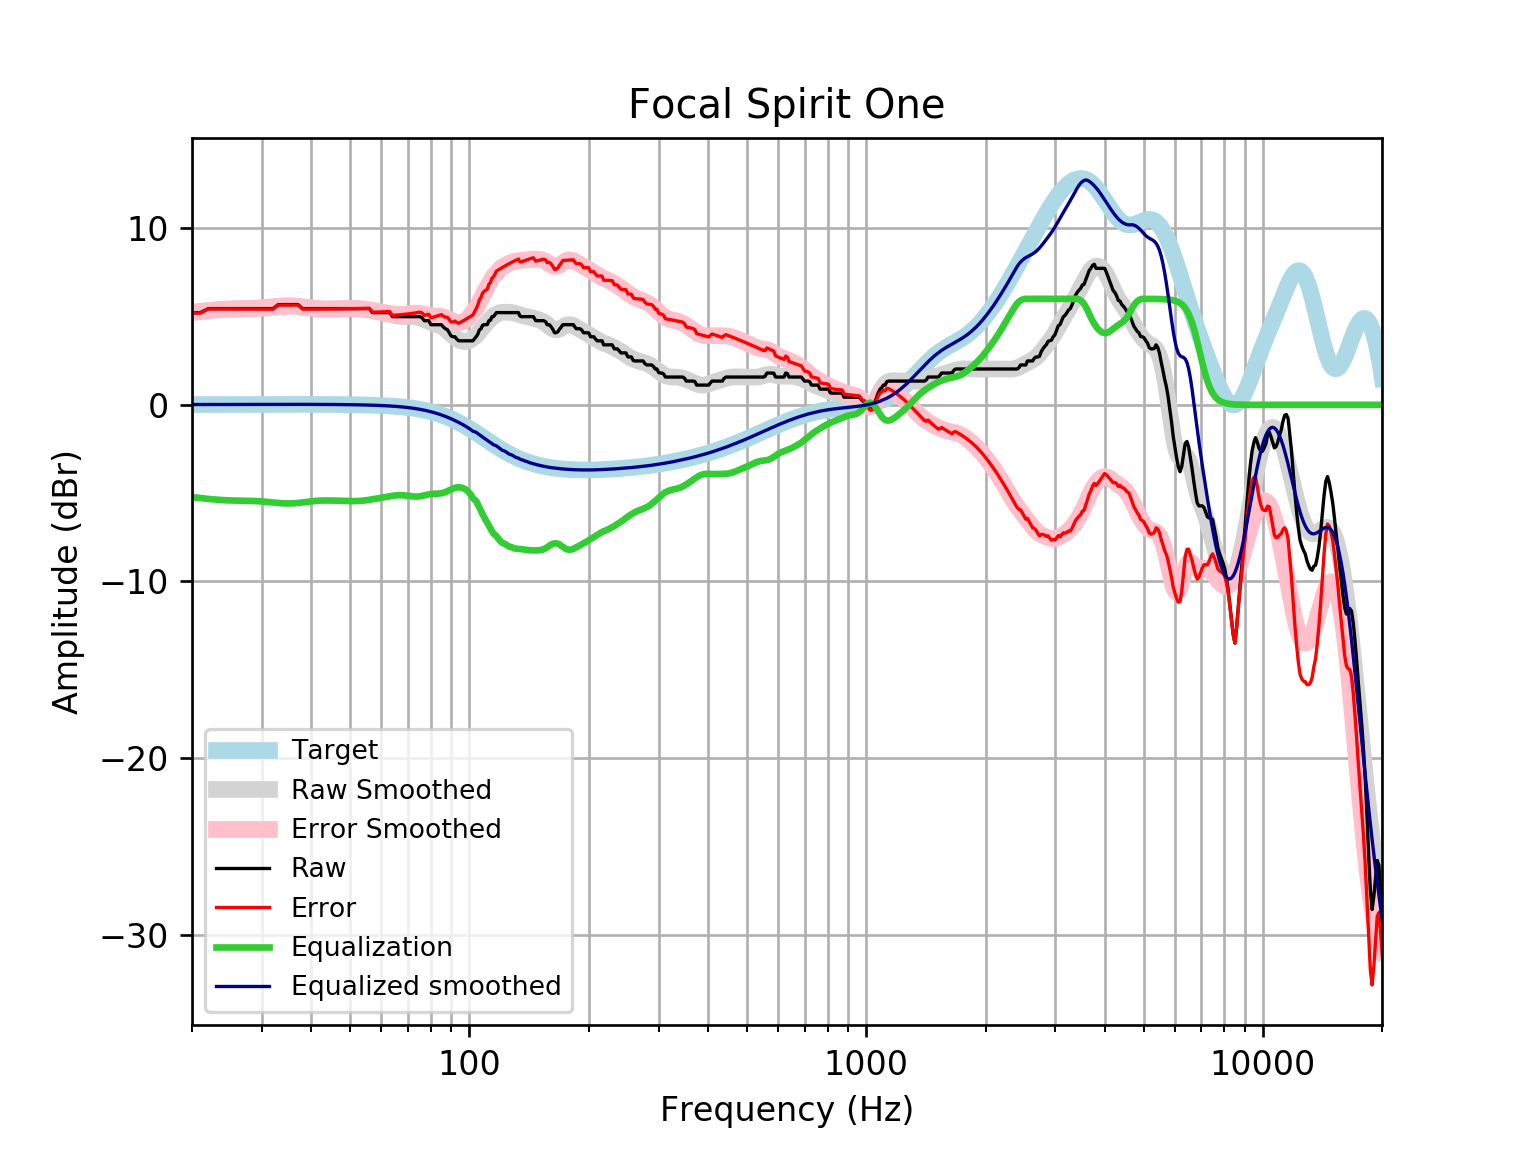 Focal Spirit One
Amplitude (dBr)
10
0
−10
−20
−30
Target
Raw Smoothed
Error Smoothed
Raw
Error
Equalization
Equalized smoothed
100 1000 10000
Frequency (Hz)